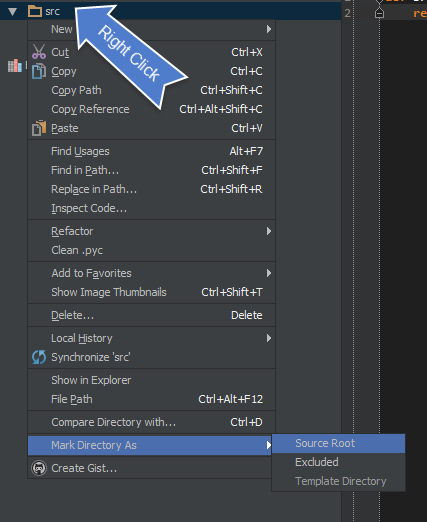 src
Right Click
New
Cut Ctrl+X
Copy Ctrl+C
Copy Path Ctrl+Shift+C
Copy Reference Ctrl+Alt+Shift+C
Paste Ctrl+V
Find Usages Alt+F7
Find in Path... Ctrl+Shift+F
Replace in Path... Ctrl+Shift+R
Inspect Code...
Refactor
Clean .pyc
Add to Favorites
Show Image Thumbnails Ctrl+Shift+T
Delete... Delete
Local History
Synchronize 'src'
Show in Explorer
File Path Ctrl+Alt+F12
Compare Directory with... Ctrl+D
Mark Directory As
Source Root
Excluded
Template Directory
Create Gist...
2 re